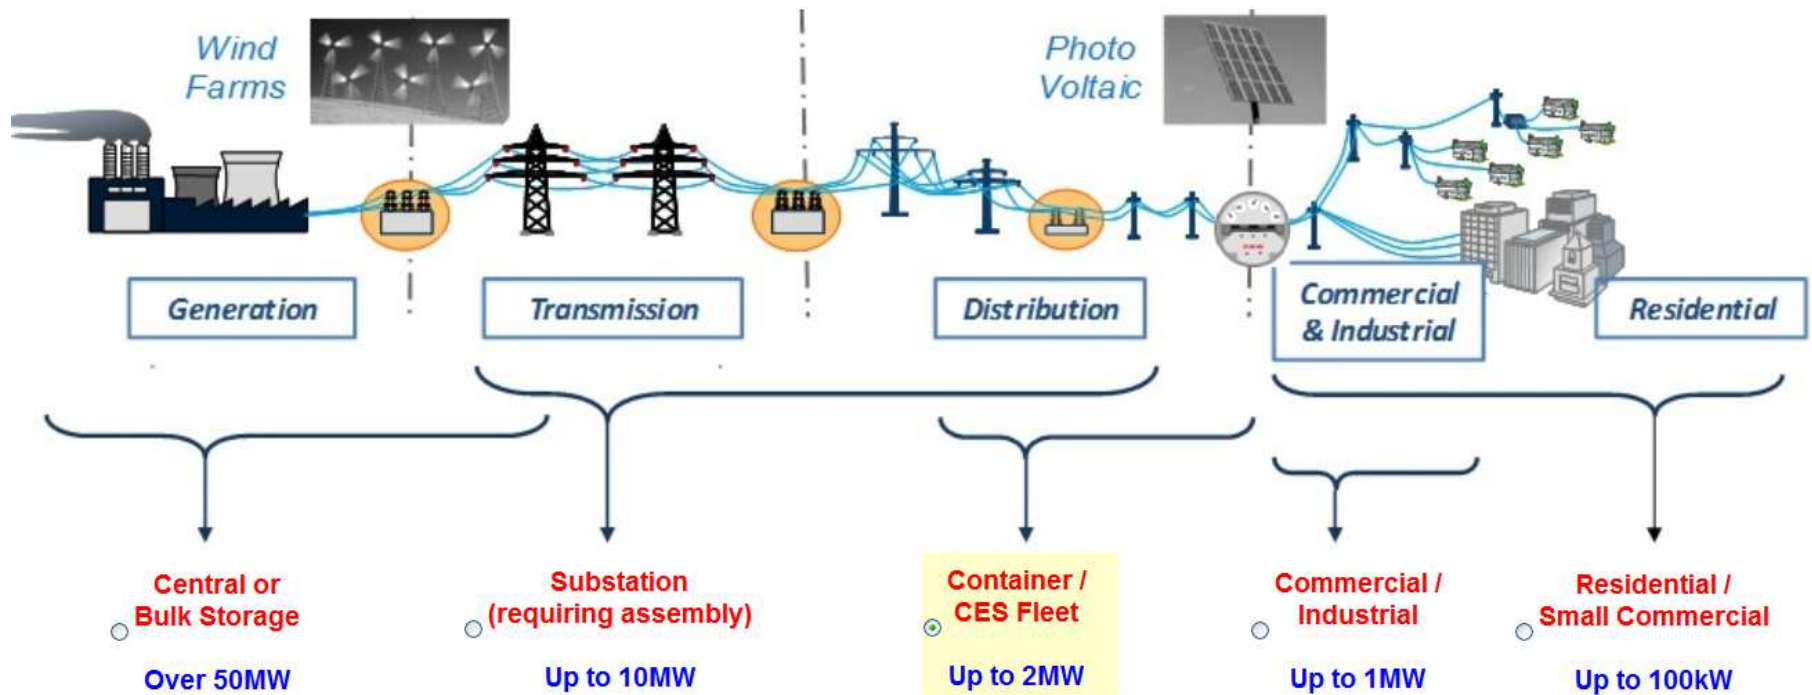 Wind
Farms
Photo
Voltaic
Generation
Transmission
Distribution
Commercial
& Industrial
Residential
Central or
Bulk Storage
Over 50MW
Substation
(requiring assembly)
Up to 10MW
Container /
CES Fleet
Up to 2MW
Commercial /
Industrial
Up to 1MW
Residential /
Small Commercial
Up to 100kW